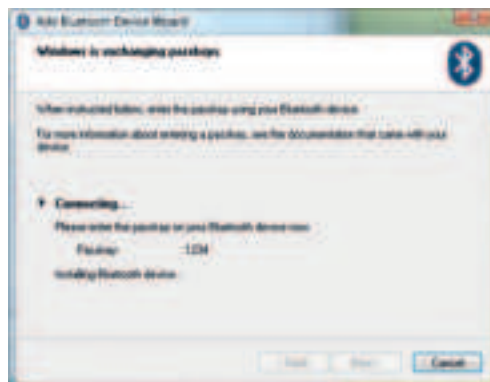 Add Bluetooth Device Wizard
Windows is exchanging passkeys
When instructed below, enter the passkey using your Bluetooth device.
For more information about entering a passkey, see the documentation that came with your
device.
Connecting...
Please enter the passkey on your Bluetooth device now.
Passkey: 1234
Installing Bluetooth device
Cancel